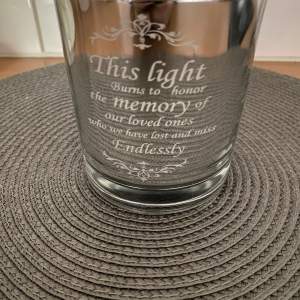 This light
Burns to honor
the memory of
our loved ones
who we have lost and miss
Endlessly